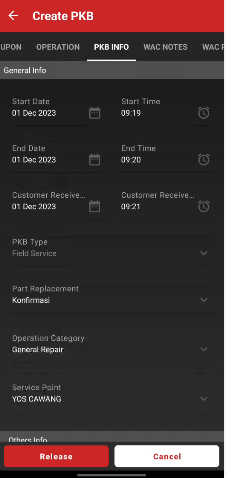 Create PKB
UPON OPERATION PKB INFO WAC NOTES WAC
General Info
Start Date Start Time
01 Dec 2023 09:19
End Date End Time
01 Dec 2023 09:20
Customer Receive... Customer Receive...
01 Dec 2023 09:21
PKB Type
Field Service
Part Replacement
Konfirmasi
Operation Category
General Repair
Service Point
YOS CAWANG
Others Info
Release Cancel